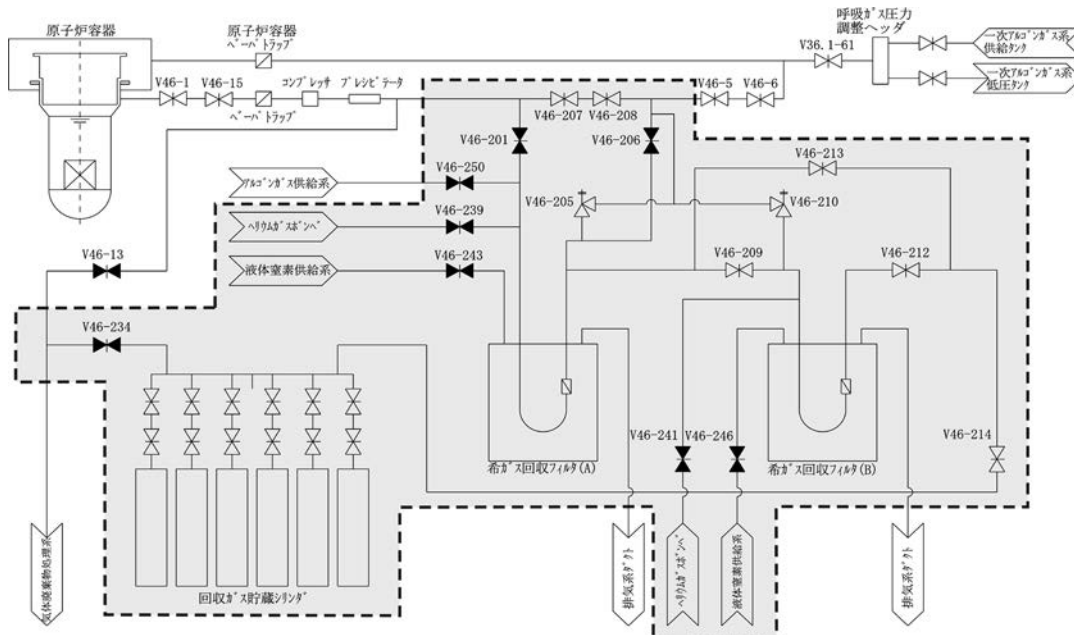 原子炉容器
原子炉容器
ﾍﾞｰﾊﾟﾄﾗｯﾌﾟ
呼吸ｶﾞｽ圧力
調整ﾍｯﾀﾞ
V36.1-61
一次ｱﾙｺﾞﾝｶﾞｽ系
供給ﾀﾝｸ
一次ｱﾙｺﾞﾝｶﾞｽ系
低圧ﾀﾝｸ
V46-1
V46-15
ｺﾝﾌﾟﾚｯｻ
ﾌﾟﾚｼﾋﾟﾃｰﾀ
V46-5
V46-6
ﾍﾞｰﾊﾟﾄﾗｯﾌﾟ
V46-207
V46-208
V46-201
V46-206
V46-213
V46-250
ｱﾙｺﾞﾝｶﾞｽ供給系
V46-205
V46-210
V46-239
ﾍﾘｳﾑｶﾞｽﾎﾞﾝﾍﾞ
V46-13
V46-243
液体窒素供給系
V46-209
V46-212
V46-234
V46-241
V46-246
V46-214
希ｶﾞｽ回収ﾌｨﾙﾀ(A)
希ｶﾞｽ回収ﾌｨﾙﾀ(B)
気体廃棄物処理系
回収ｶﾞｽ貯蔵ｼﾘﾝﾀﾞ
排気系ﾀﾞｸﾄ
ﾍﾘｳﾑｶﾞｽﾎﾞﾝﾍﾞ
液体窒素供給系
排気系ﾀﾞｸﾄ